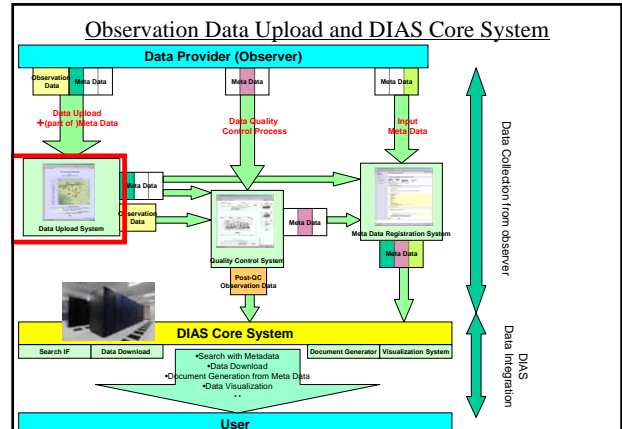 Observation Data Upload and DIAS Core System
Data Provider (Observer)
Observation
Data
Meta Data
Meta Data
Meta Data
Data Upload
+(part of )Meta Data
Data Quality
Control Process
Input
Meta Data
Data Collection from observer
Meta Data
Observation
Data
Data Upload System
Meta Data
Quality Control System
Meta Data Registration System
Meta Data
Post-QC
Observation Data
DIAS Core System
Search IF
Data Download
Document Generator
Visualization System
•Search with Metadata
•Data Download
•Document Generation from Meta Data
•Data Visualization
..
DIAS
Data Integration
User